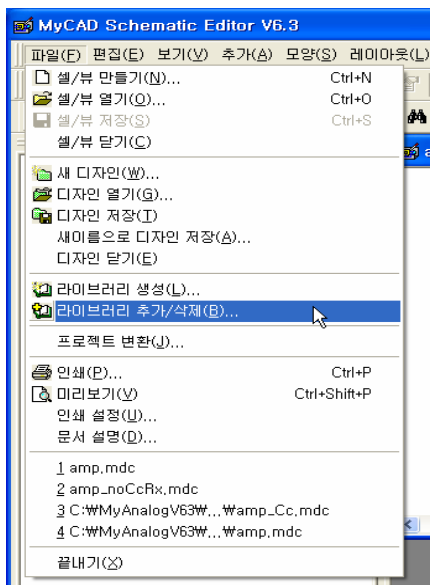 MyCAD Schematic Editor V6.3
파일(F) 편집(E) 보기(V) 추가(A) 모양(S) 레이아웃(L)
셀/뷰 만들기(N)... Ctrl+N
셀/뷰 열기(O)... Ctrl+O
셀/뷰 저장(S) Ctrl+S
셀/뷰 닫기(C)
새 디자인(W)...
디자인 열기(G)...
디자인 저장(T)
새이름으로 디자인 저장(A)...
디자인 닫기(E)
라이브러리 생성(L)...
라이브러리 추가/삭제(B)...
프로젝트 변환(J)...
인쇄(P)... Ctrl+P
미리보기(V) Ctrl+Shift+P
인쇄 설정(U)...
문서 설명(D)...
1 amp.mdc
2 amp_noCcRx.mdc
3 C:₩MyAnalogV63₩...₩amp_Cc.mdc
4 C:₩MyAnalogV63₩...₩amp.mdc
끝내기(X)